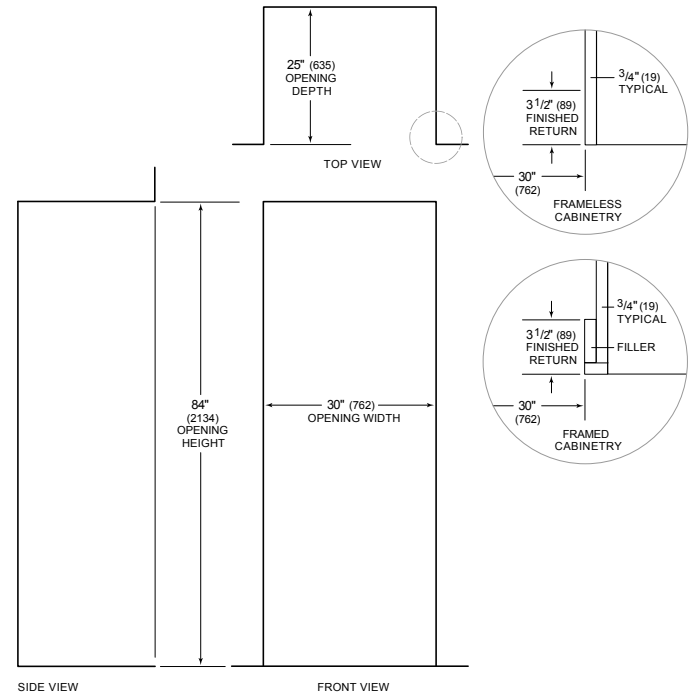 25" (635)
OPENING
DEPTH
TOP VIEW
3/4" (19)
TYPICAL
3 1/2" (89)
FINISHED
RETURN
30"
(762)
FRAMELESS
CABINETRY
3/4" (19)
TYPICAL
3 1/2" (89)
FINISHED
RETURN
FILLER
30"
(762)
FRAMED
CABINETRY
84"
(2134)
OPENING
HEIGHT
30" (762)
OPENING WIDTH
SIDE VIEW
FRONT VIEW